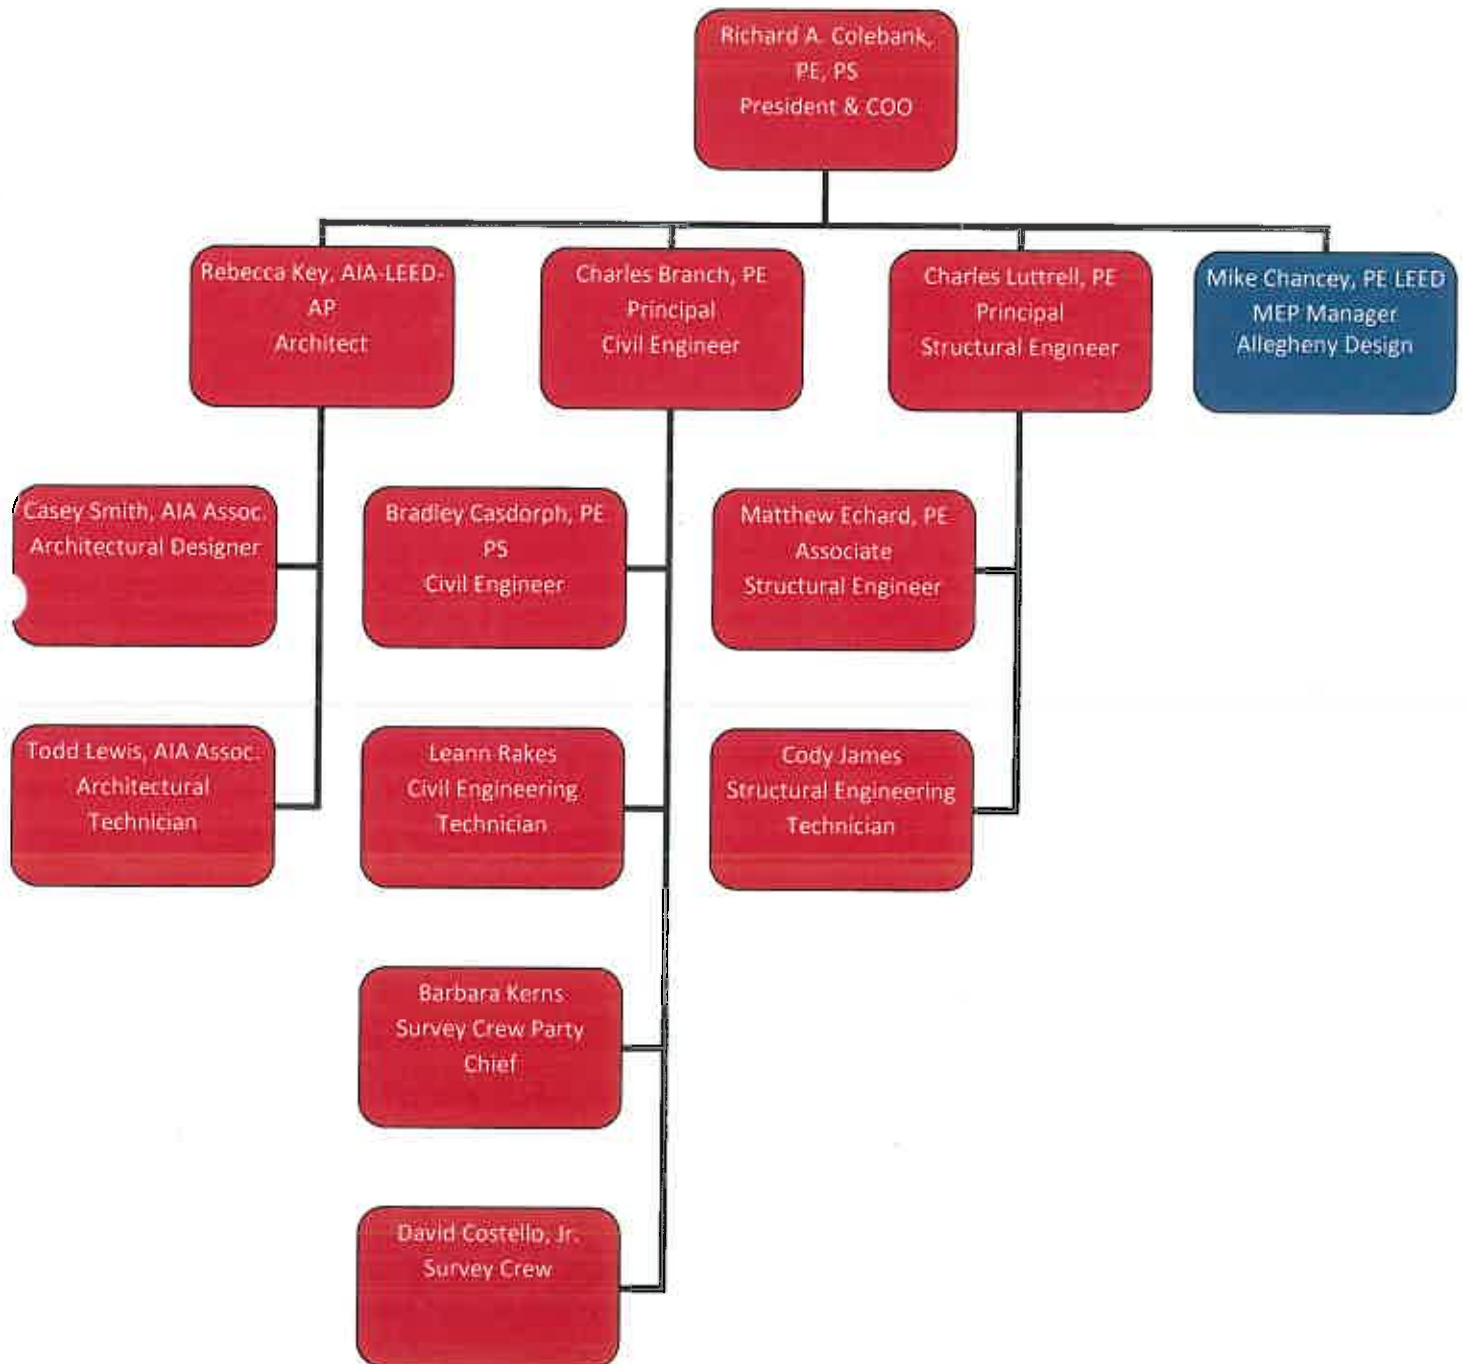 Richard A. Colebank,
PE, PS
President & COO
Rebecca Key, AIA-LEED-
AP
Architect
Charles Branch, PE
Principal
Civil Engineer
Charles Luttrell, PE
Principal
Structural Engineer
Mike Chancey, PE LEED
MEP Manager
Allegheny Design
Casey Smith, AIA Assoc.
Architectural Designer
Bradley Casdorph, PE
PS
Civil Engineer
Matthew Echard, PE
Associate
Structural Engineer
Todd Lewis, AIA Assoc.
Architectural
Technician
Leann Rakes
Civil Engineering
Technician
Cody James
Structural Engineering
Technician
Barbara Kerns
Survey Crew Party
Chief
David Costello, Jr.
Survey Crew